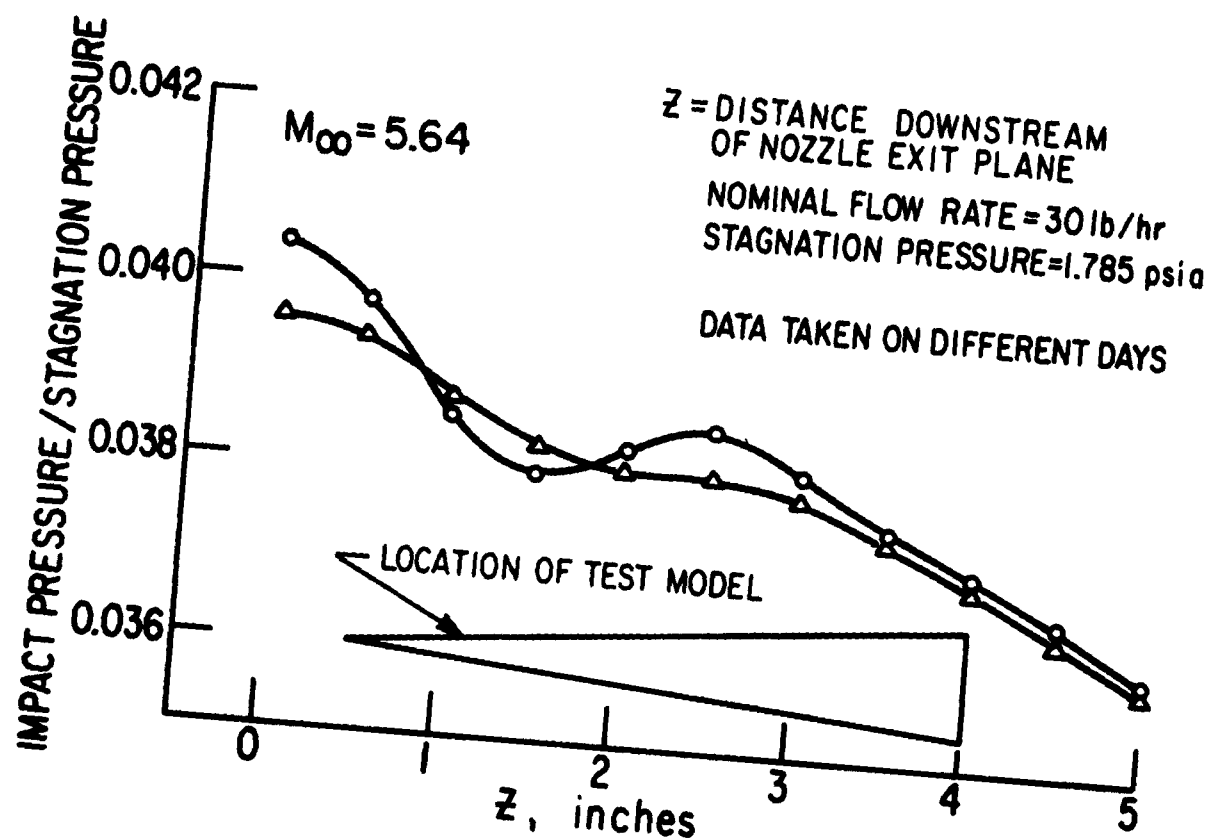 IMPACT PRESSURE/STAGNATION PRESSURE
0.042
0.040
0.038
0.036
M∞=5.64
Z=DISTANCE DOWNSTREAM
OF NOZZLE EXIT PLANE
NOMINAL FLOW RATE=30 lb/hr
STAGNATION PRESSURE=1.785 psia
DATA TAKEN ON DIFFERENT DAYS
LOCATION OF TEST MODEL
0 1 2 3 4 5
Z, inches